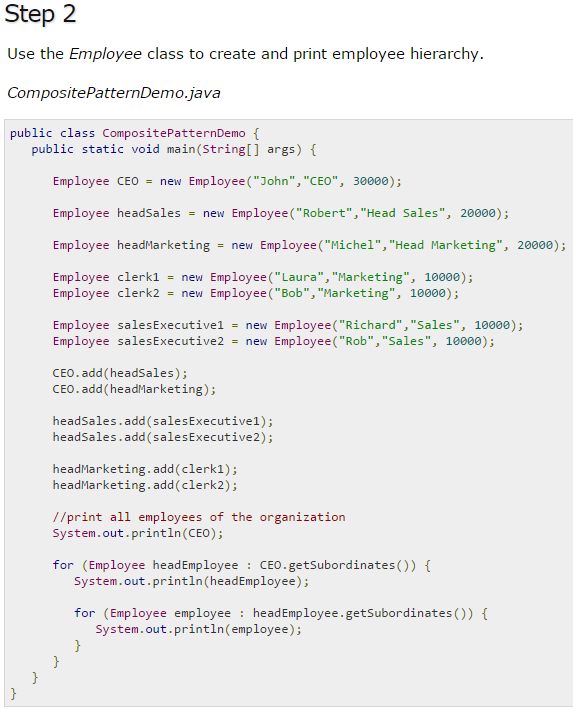 Step 2
Use the Employee class to create and print employee hierarchy.
CompositePatternDemo.java
public class CompositePatternDemo {
public static void main(String[] args) {
Employee CEO = new Employee("John","CEO", 30000);
Employee headSales = new Employee("Robert","Head Sales", 20000);
Employee headMarketing = new Employee("Michel","Head Marketing", 20000);
Employee clerk1 = new Employee("Laura","Marketing", 10000);
Employee clerk2 = new Employee("Bob","Marketing", 10000);
Employee salesExecutive1 = new Employee("Richard","Sales", 10000);
Employee salesExecutive2 = new Employee("Rob","Sales", 10000);
CEO.add(headSales);
CEO.add(headMarketing);
headSales.add(salesExecutive1);
headSales.add(salesExecutive2);
headMarketing.add(clerk1);
headMarketing.add(clerk2);
//print all employees of the organization
System.out.println(CEO);
for (Employee headEmployee : CEO.getSubordinates()) {
System.out.println(headEmployee);
for (Employee employee : headEmployee.getSubordinates()) {
System.out.println(employee);
}
}
}
}